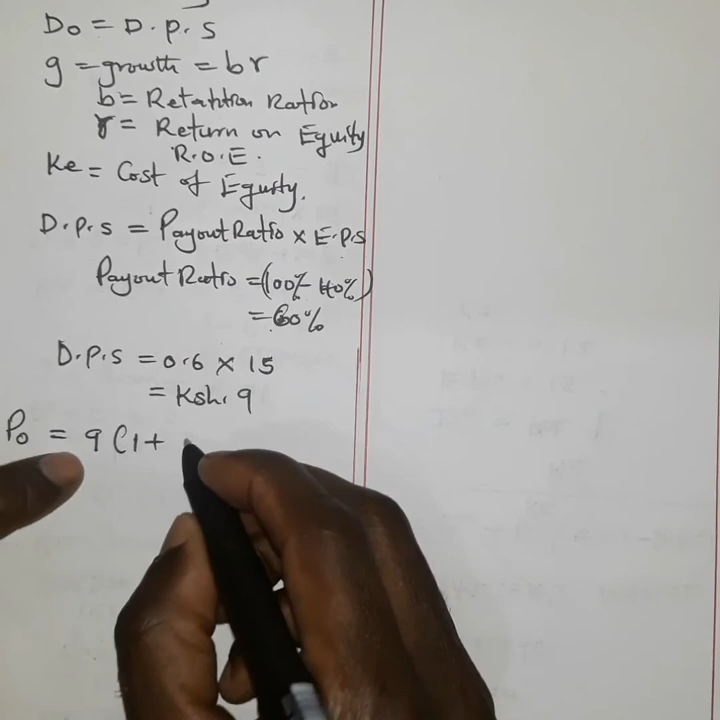 Do = D.P.S
g = growth = br
b = Retention Ratio
r = Return on Equity
R.O.E.
Ke = Cost of Equity.
D.P.S = Payout Ratio x E.P.S
Payout Ratio = (100% - 40%)
= 60%
D.P.S = 0.6 x 15
= Ksh. 9
Po = 9 (1+